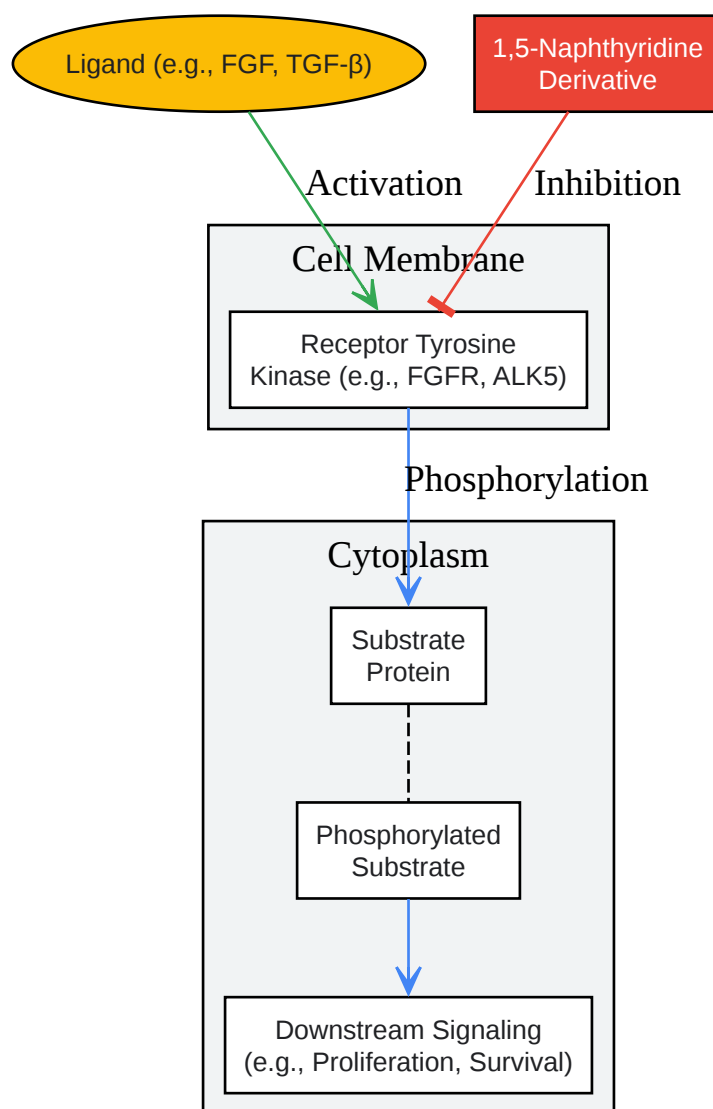 Ligand (e.g., FGF, TGF-β)
1,5-Naphthyridine
Derivative
Activation
Inhibition
Cell Membrane
Receptor Tyrosine
Kinase (e.g., FGFR, ALK5)
Phosphorylation
Cytoplasm
Substrate
Protein
Phosphorylated
Substrate
Downstream Signaling
(e.g., Proliferation, Survival)